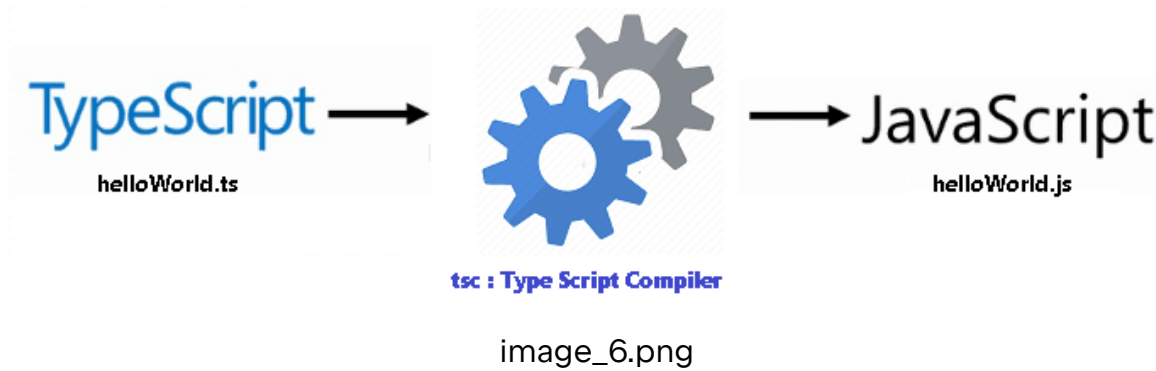 TypeScript
helloWorld.ts
JavaScript
helloWorld.js
tsc : Type Script Compiler
image_6.png